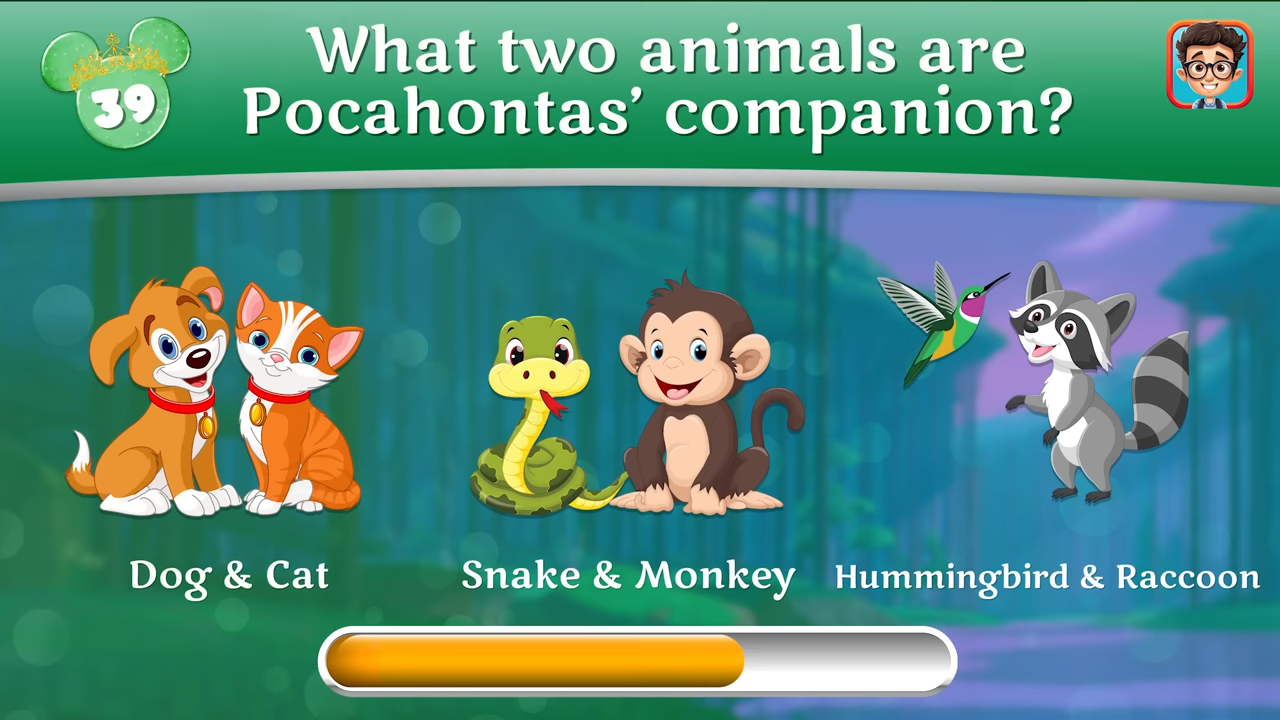 39
What two animals are
Pocahontas’ companion?
Dog & Cat
Snake & Monkey
Hummingbird & Raccoon